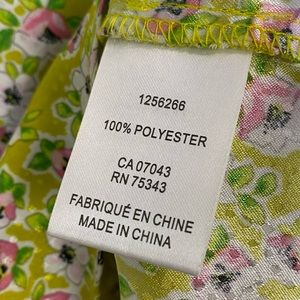 1256266
100% POLYESTER
CA 07043
RN 75343
FABRIQUÉ EN CHINE
MADE IN CHINA